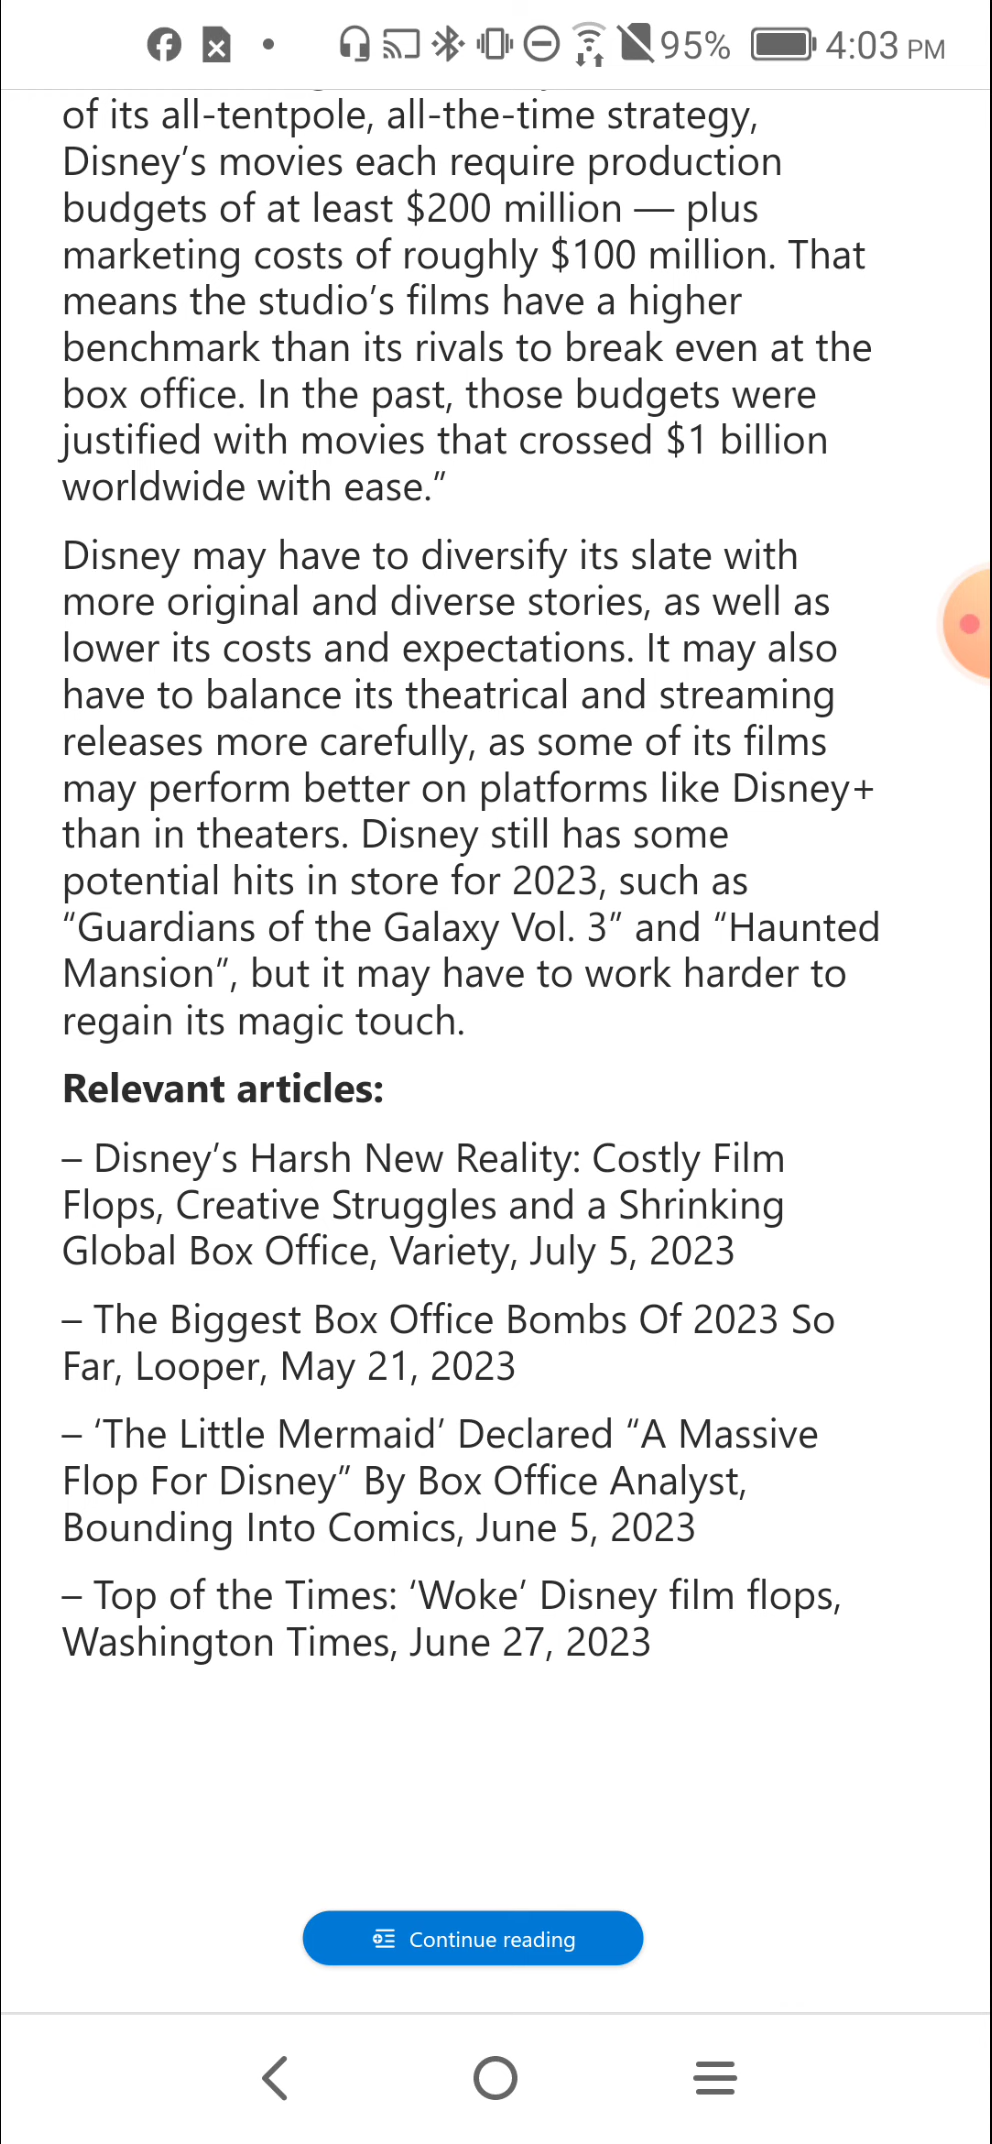 95% 4:03 PM
of its all-tentpole, all-the-time strategy,
Disney’s movies each require production
budgets of at least $200 million — plus
marketing costs of roughly $100 million. That
means the studio’s films have a higher
benchmark than its rivals to break even at the
box office. In the past, those budgets were
justified with movies that crossed $1 billion
worldwide with ease.”
Disney may have to diversify its slate with
more original and diverse stories, as well as
lower its costs and expectations. It may also
have to balance its theatrical and streaming
releases more carefully, as some of its films
may perform better on platforms like Disney+
than in theaters. Disney still has some
potential hits in store for 2023, such as
“Guardians of the Galaxy Vol. 3” and “Haunted
Mansion”, but it may have to work harder to
regain its magic touch.
Relevant articles:
– Disney’s Harsh New Reality: Costly Film
Flops, Creative Struggles and a Shrinking
Global Box Office, Variety, July 5, 2023
– The Biggest Box Office Bombs Of 2023 So
Far, Looper, May 21, 2023
– ‘The Little Mermaid’ Declared “A Massive
Flop For Disney” By Box Office Analyst,
Bounding Into Comics, June 5, 2023
– Top of the Times: ‘Woke’ Disney film flops,
Washington Times, June 27, 2023
Continue reading